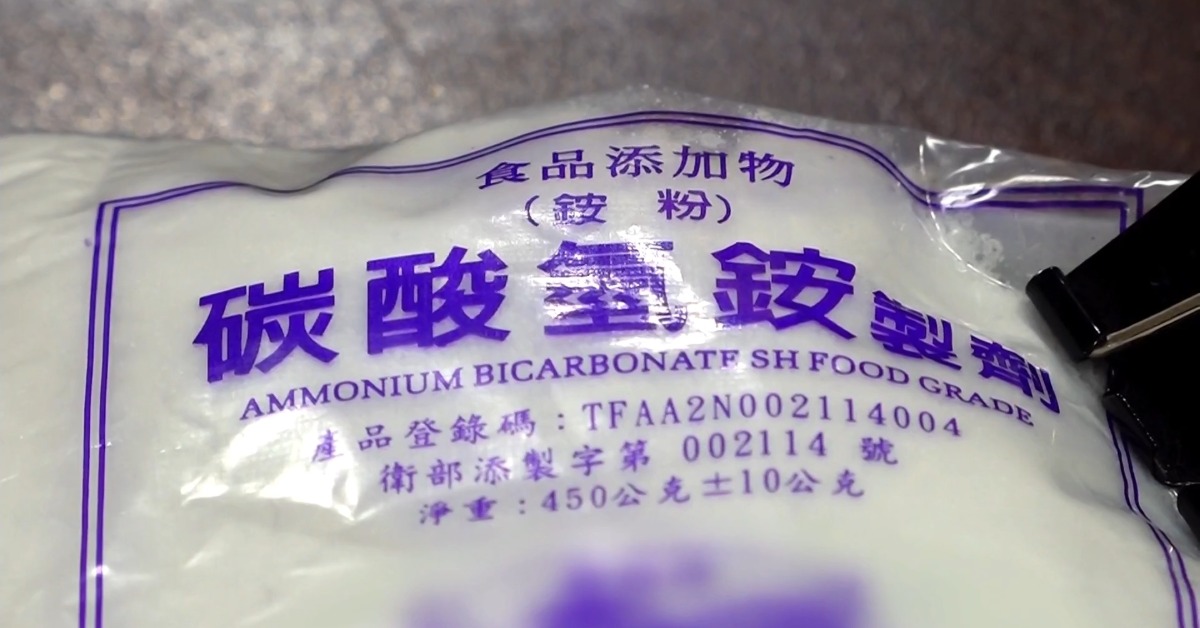 食品添加物
(銨 粉)
碳酸氫銨製劑
AMMONIUM BICARBONATE SH FOOD GRADE
產品登錄碼：TFAA2N002114004
衛部添製字第 002114 號
淨重：450公克±10公克